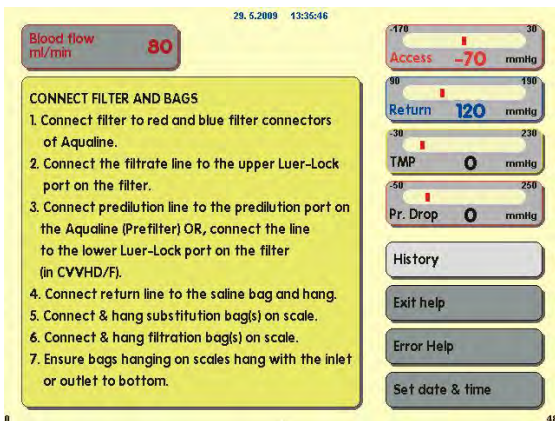 29. 5.2009 13:35:46
Blood flow
ml/min 80
CONNECT FILTER AND BAGS
1. Connect filter to red and blue filter connectors
of Aqualine.
2. Connect the filtrate line to the upper Luer-Lock
port on the filter.
3. Connect predilution line to the predilution port on
the Aqualine (Prefilter) OR, connect the line
to the lower Luer-Lock port on the filter
(in CVVHD/F).
4. Connect return line to the saline bag and hang.
5. Connect & hang substitution bag(s) on scale.
6. Connect & hang filtration bag(s) on scale.
7. Ensure bags hanging on scales hang with the inlet
or outlet to bottom.
-170 30
Access -70 mmHg
90 190
Return 120 mmHg
-30 230
TMP 0 mmHg
-50 250
Pr. Drop 0 mmHg
History
Exit help
Error Help
Set date & time
0 48